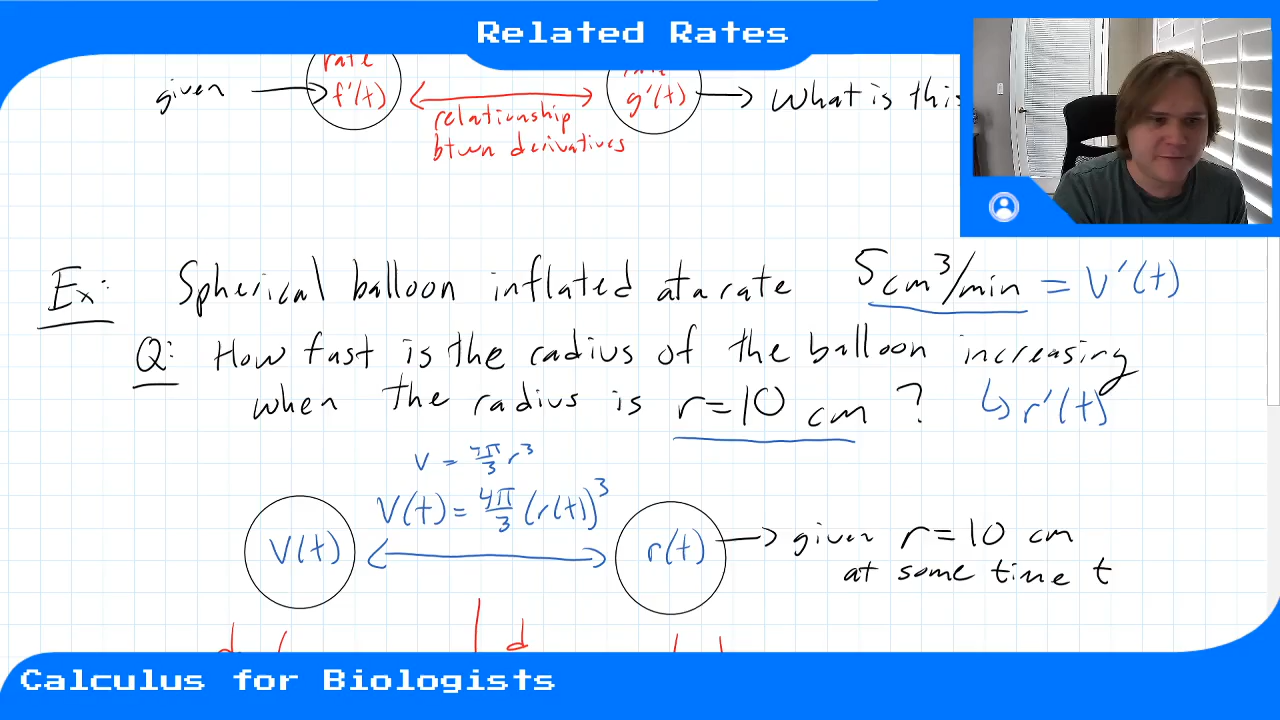 Related Rates
rate
given f'(t) g'(t) What is this
relationship
btwn derivatives
Ex: Spherical balloon inflated at a rate 5cm³/min = V'(t)
Q: How fast is the radius of the balloon increasing
when the radius is r=10 cm ? r'(t)
V = 4π/3 r³
V(t) = 4π/3 (r(t))³
V(t) r(t) given r=10 cm
at some time t
d
Calculus for Biologists